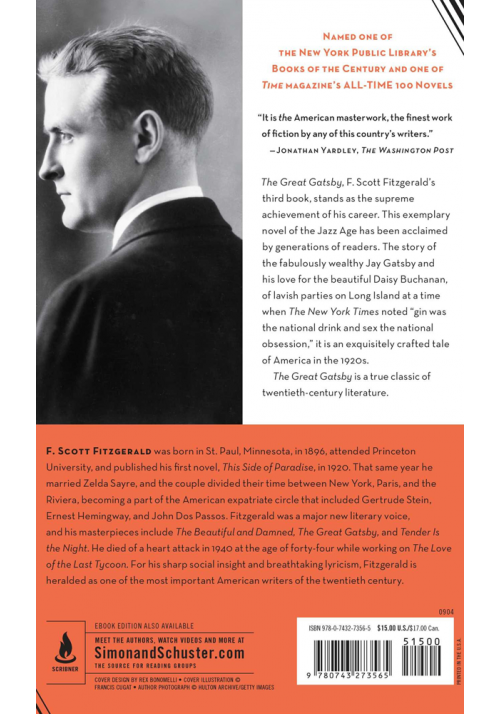 NAMED ONE OF
THE NEW YORK PUBLIC LIBRARY'S
BOOKS OF THE CENTURY AND ONE OF
TIME MAGAZINE'S ALL-TIME 100 NOVELS
“It is the American masterwork, the finest work
of fiction by any of this country's writers.”
—JONATHAN YARDLEY, THE WASHINGTON POST
The Great Gatsby, F. Scott Fitzgerald's
third book, stands as the supreme
achievement of his career. This exemplary
novel of the Jazz Age has been acclaimed
by generations of readers. The story of
the fabulously wealthy Jay Gatsby and
his love for the beautiful Daisy Buchanan,
of lavish parties on Long Island at a time
when The New York Times noted “gin was
the national drink and sex the national
obsession,” it is an exquisitely crafted tale
of America in the 1920s.
The Great Gatsby is a true classic of
twentieth-century literature.
F. SCOTT FITZGERALD was born in St. Paul, Minnesota, in 1896, attended Princeton
University, and published his first novel, This Side of Paradise, in 1920. That same year he
married Zelda Sayre, and the couple divided their time between New York, Paris, and the
Riviera, becoming a part of the American expatriate circle that included Gertrude Stein,
Ernest Hemingway, and John Dos Passos. Fitzgerald was a major new literary voice,
and his masterpieces include The Beautiful and Damned, The Great Gatsby, and Tender Is
the Night. He died of a heart attack in 1940 at the age of forty-four while working on The Love
of the Last Tycoon. For his sharp social insight and breathtaking lyricism, Fitzgerald is
heralded as one of the most important American writers of the twentieth century.
0904
SCRIBNER
EBOOK EDITION ALSO AVAILABLE
MEET THE AUTHORS, WATCH VIDEOS AND MORE AT
SimonandSchuster.com
THE SOURCE FOR READING GROUPS
COVER DESIGN BY REX BONOMELLI • COVER ILLUSTRATION ©
FRANCIS CUGAT • AUTHOR PHOTOGRAPH © HULTON ARCHIVE/GETTY IMAGES
ISBN 978-0-7432-7356-5 $15.00 U.S./$17.00 Can.
51500
9 780743 273565
PRINTED IN THE U.S.A.